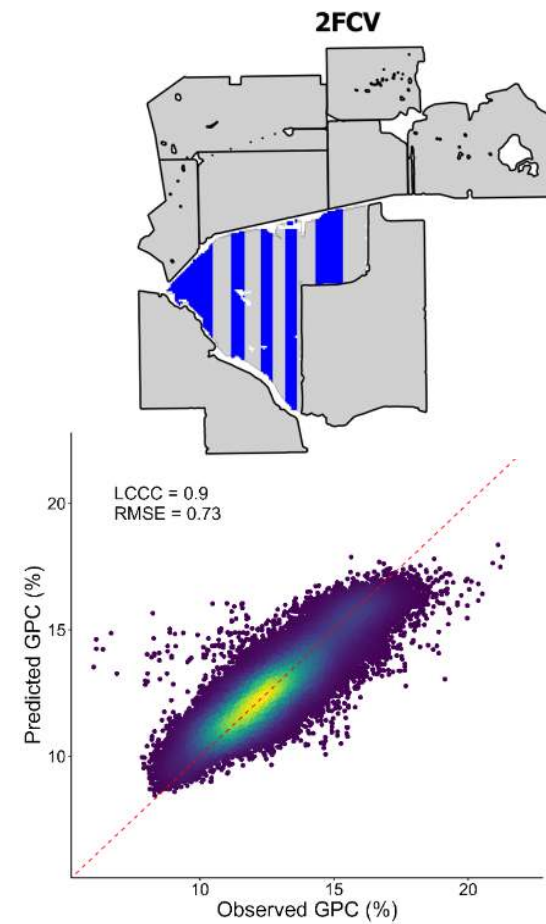 2FCV
LCCC = 0.9
RMSE = 0.73
20
15
10
Predicted GPC (%)
10
15
20
Observed GPC (%)